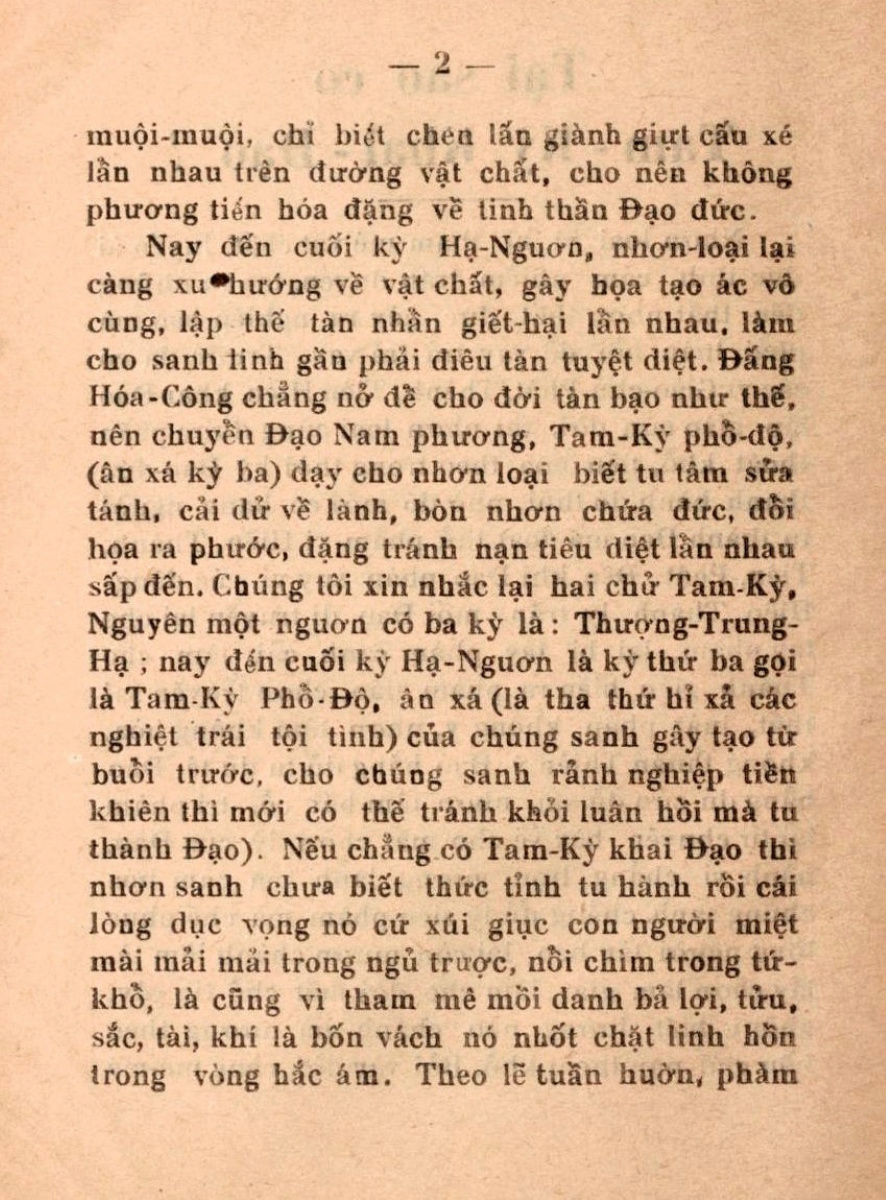 — 2 —
muội-muội, chỉ biết chen lấn giành giựt cấu xé
lẫn nhau trên đường vật chất, cho nên không
phương tiến hóa đặng về tinh thần Đạo đức.
Nay đến cuối kỳ Hạ-Nguơn, nhơn-loại lại
càng hướng về vật chất, gây họa tạo ác vô
cùng, lập thế tàn nhẫn giết-hại lẫn nhau, làm
cho sanh linh gần phải điêu tàn tuyệt diệt. Đấng
Hóa-Công chẳng nở để cho đời tàn bạo như thế,
nên chuyển Đạo Nam phương, Tam-Kỳ phổ-độ,
(ân xá kỳ ba) dạy cho nhơn loại biết tu tâm sửa
tánh, cải dử về lành, bòn nhơn chứa đức, đổi
họa ra phước, đặng tránh nạn tiêu diệt lẫn nhau
sấp đến. Chúng tôi xin nhắc lại hai chử Tam-Kỳ,
Nguyên một nguơn có ba kỳ là : Thượng-Trung-
Hạ ; nay đến cuối kỳ Hạ-Nguơn là kỳ thứ ba gọi
là Tam-Kỳ Phổ-Độ, ân xá (là tha thứ hỉ xả các
nghiệt trái tội tình) của chúng sanh gây tạo từ
buổi trước, cho chúng sanh rảnh nghiệp tiền
khiên thì mới có thế tránh khỏi luân hồi mà tu
thành Đạo). Nếu chẳng có Tam-Kỳ khai Đạo thì
nhơn sanh chưa biết thức tỉnh tu hành rồi cái
lòng dục vọng nó cứ xúi giục con người miệt
mài mải mải trong ngủ trược, nổi chìm trong tứ-
khổ, là cũng vì tham mê mồi danh bả lợi, tửu,
sắc, tài, khí là bốn vách nó nhốt chặt linh hồn
trong vòng hắc ám. Theo lẽ tuần huờn, phàm